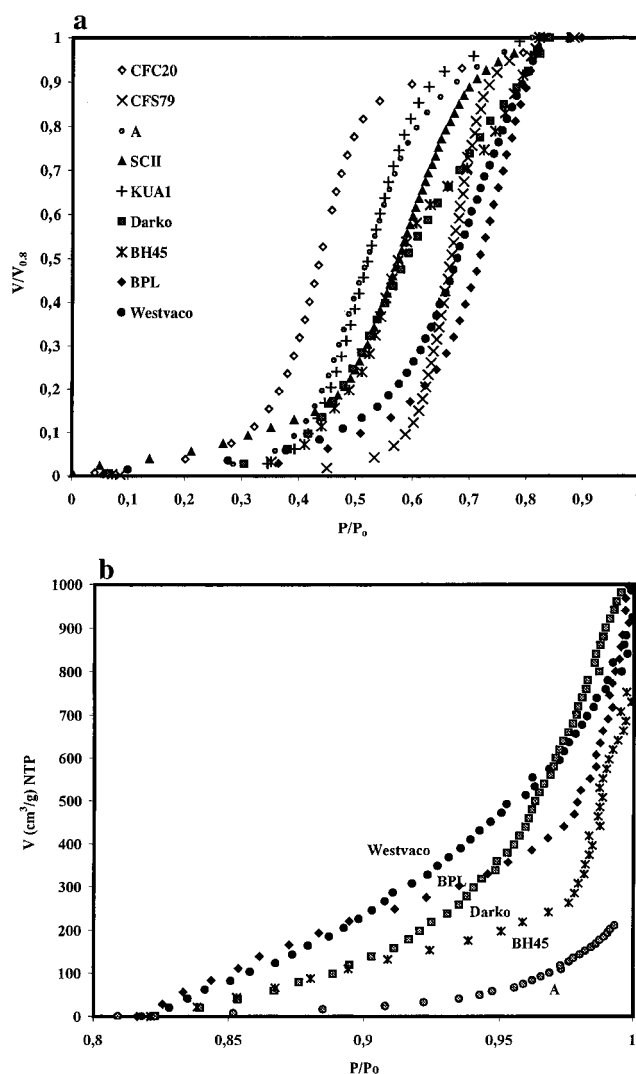 a
1
0,9
0,8
0,7
0,6
0,5
0,4
0,3
0,2
0,1
0
V/V0.8
CFC20
CFS79
A
SCII
KUA1
Darko
BH45
BPL
Westvaco
0 0,1 0,2 0,3 0,4 0,5 0,6 0,7 0,8 0,9
P/Po
b
1000
900
800
700
600
500
400
300
200
100
0
V (cm3/g) NTP
Westvaco
BPL
Darko
BH45
A
0,8 0,85 0,9 0,95 1
P/Po